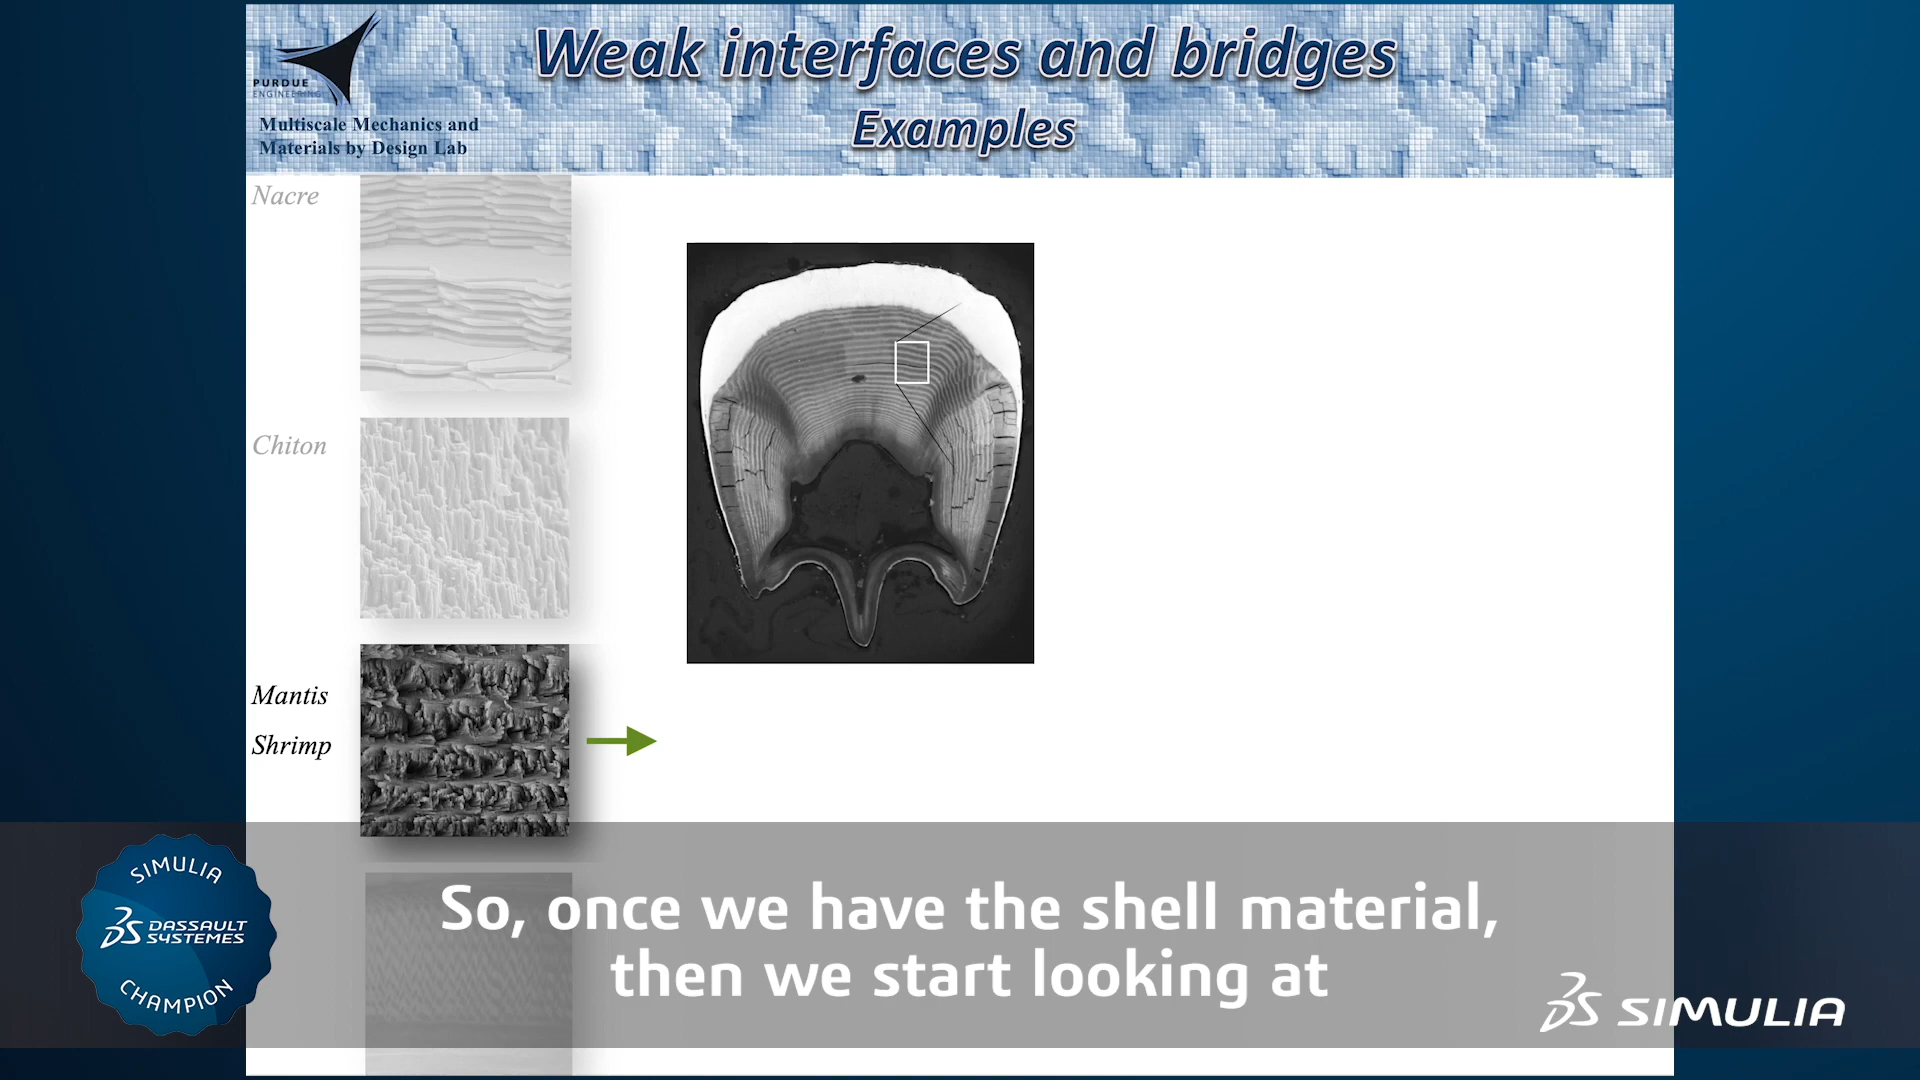 Weak interfaces and bridges
Examples
PURDUE
ENGINEERING
Multiscale Mechanics and
Materials by Design Lab
Nacre
Chiton
Mantis
Shrimp
So, once we have the shell material,
then we start looking at
SIMULIA
DASSAULT
SYSTEMES
CHAMPION
SIMULIA